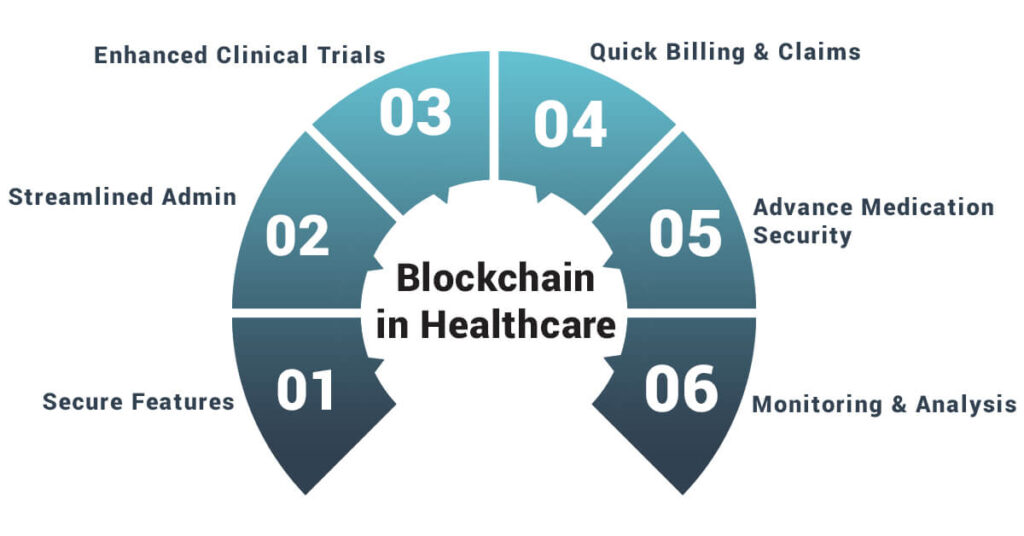 Enhanced Clinical Trials
Quick Billing & Claims
03
04
Streamlined Admin
02
05
Advance Medication
Security
Blockchain
in Healthcare
Secure Features
01
06
Monitoring & Analysis